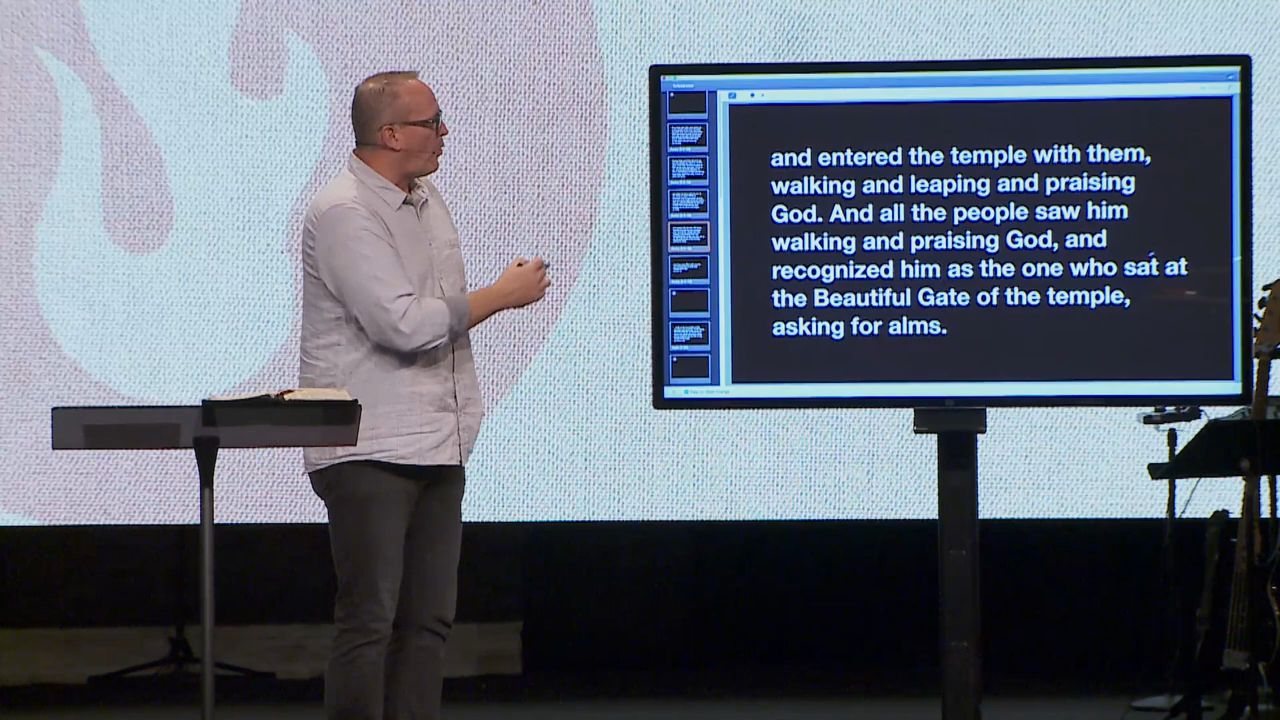 and entered the temple with them,
walking and leaping and praising
God. And all the people saw him
walking and praising God, and
recognized him as the one who sat at
the Beautiful Gate of the temple,
asking for alms.